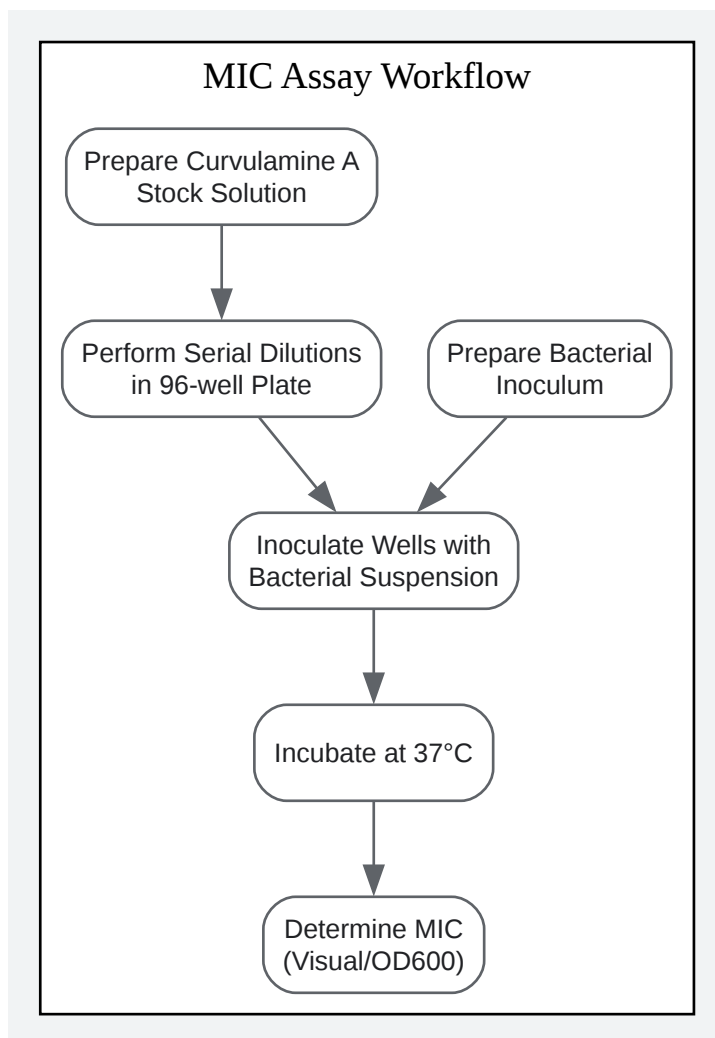 MIC Assay Workflow
Prepare Curvulamine A
Stock Solution
Perform Serial Dilutions
in 96-well Plate
Prepare Bacterial
Inoculum
Inoculate Wells with
Bacterial Suspension
Incubate at 37°C
Determine MIC
(Visual/OD600)